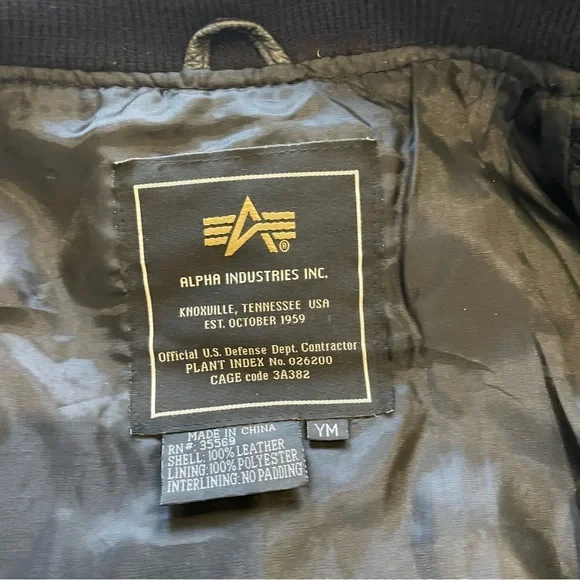 ®
ALPHA INDUSTRIES INC.
KNOXVILLE, TENNESSEE USA
EST. OCTOBER 1959
Official U.S. Defense Dept. Contractor
PLANT INDEX No. 026200
CAGE code 3A382
YM
MADE IN CHINA
RN#: 35569
SHELL: 100% LEATHER
LINING: 100% POLYESTER
INTERLINING: NO PADDING